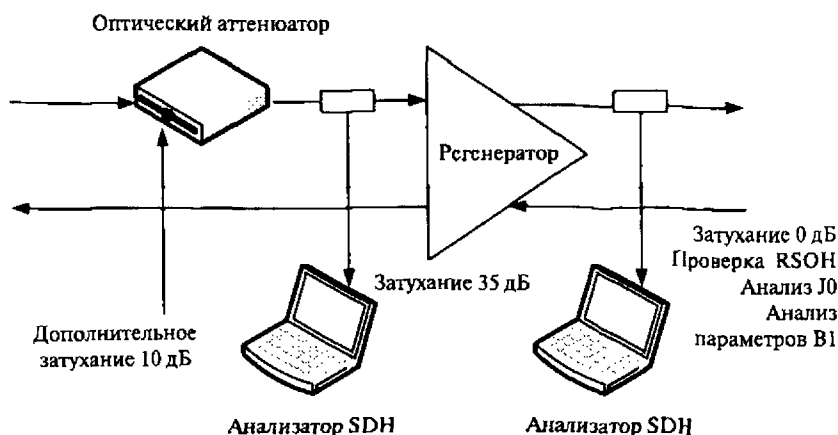 Оптический аттенюатор
Регенератор
Затухание 0 дБ
Проверка RSOH
Анализ J0
Анализ
параметров B1
Затухание 35 дБ
Дополнительное
затухание 10 дБ
Анализатор SDH
Анализатор SDH